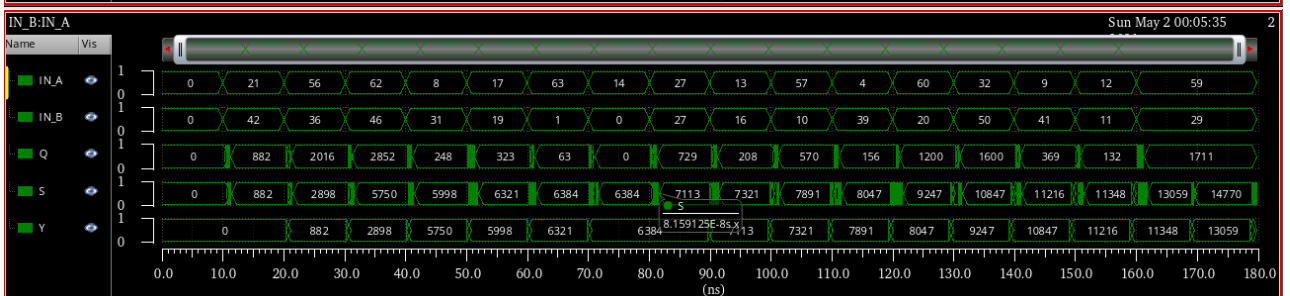 IN_B:IN_A Sun May 2 00:05:35 2
Name Vis
IN_A 1 0 0 21 56 62 8 17 63 14 27 13 57 4 60 32 9 12 59
IN_B 1 0 0 42 36 46 31 19 1 0 27 16 10 39 20 50 41 11 29
Q 1 0 0 882 2016 2852 248 323 63 0 729 208 570 156 1200 1600 369 132 1711
S 1 0 0 882 2898 5750 5998 6321 6384 6384 7113 7321 7891 8047 9247 10847 11216 11348 13059 14770
S
8.159125E-8s,x
Y 1 0 0 882 2898 5750 5998 6321 6384 7113 7321 7891 8047 9247 10847 11216 11348 13059
0.0 10.0 20.0 30.0 40.0 50.0 60.0 70.0 80.0 90.0 100.0 110.0 120.0 130.0 140.0 150.0 160.0 170.0 180.0
(ns)